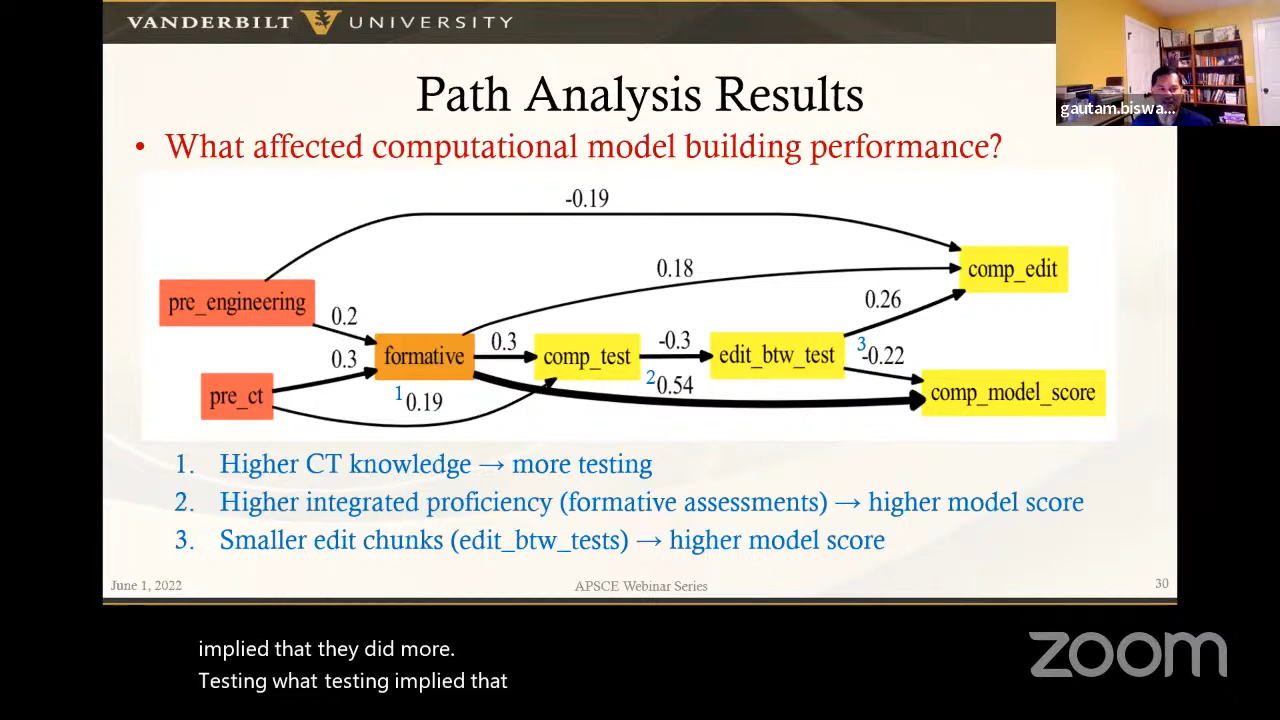 VANDERBILT UNIVERSITY
gautam.biswa...
Path Analysis Results
• What affected computational model building performance?
-0.19
0.18
comp_edit
pre_engineering
0.26
0.2
0.3
formative
0.3
comp_test
-0.3
edit_btw_test
3
-0.22
pre_ct
1
0.19
2
0.54
comp_model_score
1. Higher CT knowledge → more testing
2. Higher integrated proficiency (formative assessments) → higher model score
3. Smaller edit chunks (edit_btw_tests) → higher model score
June 1, 2022
APSCE Webinar Series
30
implied that they did more.
Testing what testing implied that
zoom